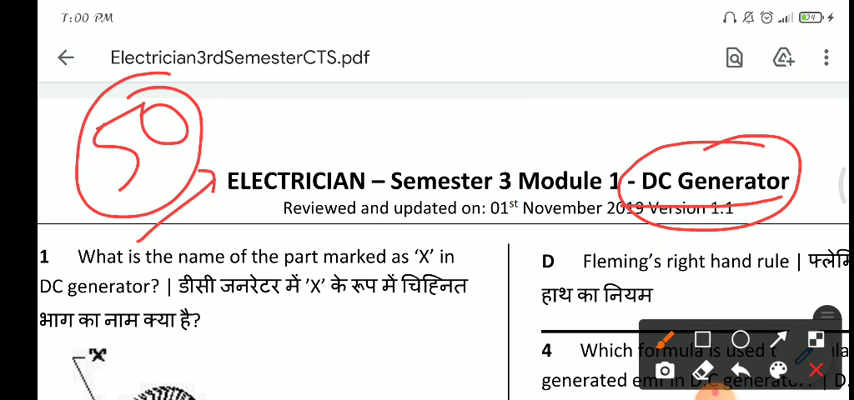 7:00 PM
Electrician3rdSemesterCTS.pdf
50
ELECTRICIAN – Semester 3 Module 1 - DC Generator
Reviewed and updated on: 01st November 2019 Version 1.1
1 What is the name of the part marked as ‘X’ in
DC generator? | डीसी जनरेटर में 'X' के रूप में चिह्नित
भाग का नाम क्या है?
'X'
D Fleming’s right hand rule |
हाथ का नियम
4 Which formula is used
generated emf in D.C generator